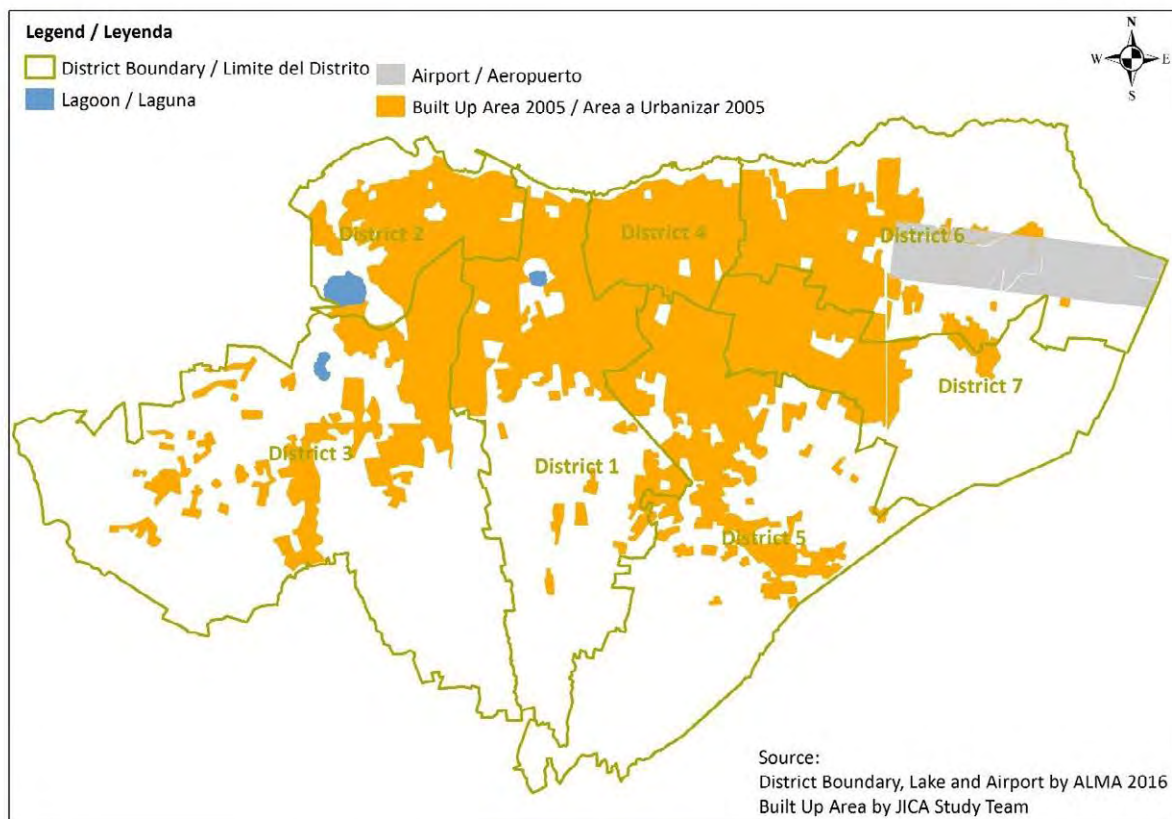 Legend / Leyenda
District Boundary / Limite del Distrito
Lagoon / Laguna
Airport / Aeropuerto
Built Up Area 2005 / Area a Urbanizar 2005
N
W
E
S
District 2
District 4
District 6
District 7
District 3
District 1
District 5
Source:
District Boundary, Lake and Airport by ALMA 2016
Built Up Area by JICA Study Team